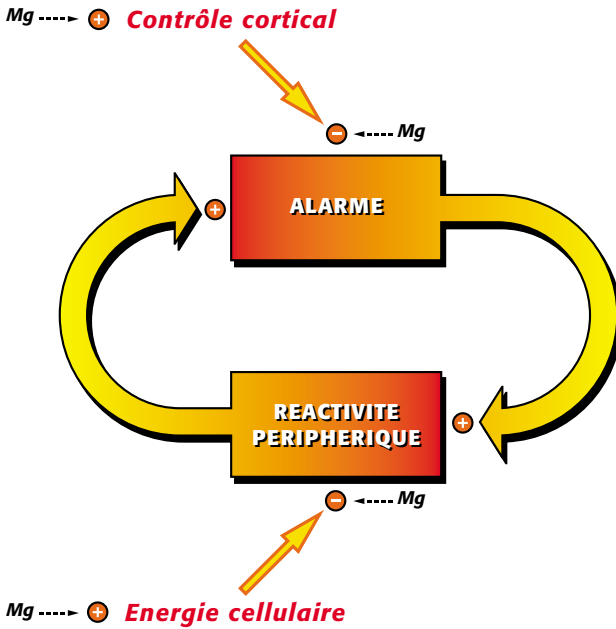 Mg + Contrôle cortical
− Mg
+ ALARME
REACTIVITE
PERIPHERIQUE +
− Mg
Mg + Energie cellulaire